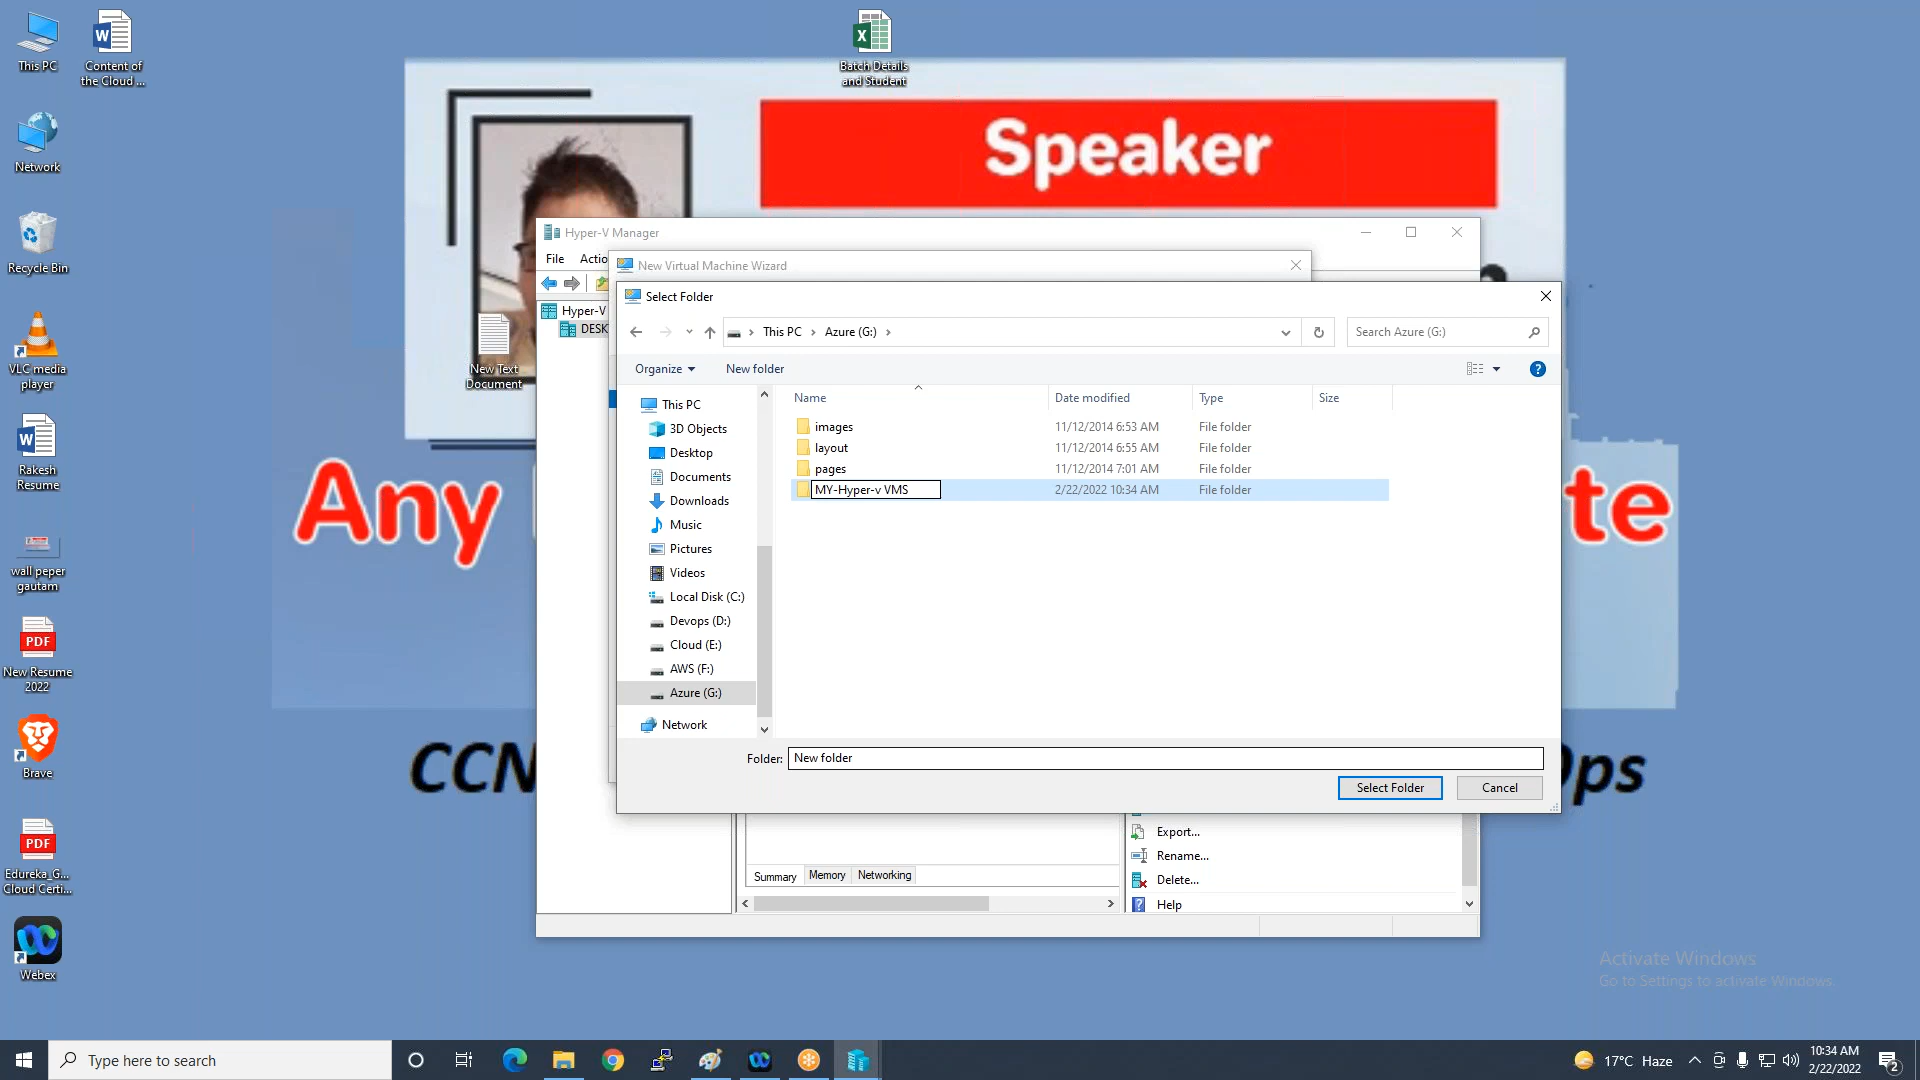 This PC
Content of
the Cloud ...
Batch Details
and Student
Network
Recycle Bin
VLC media
player
Rakesh
Resume
wall peper
gautam
PDF
New Resume
2022
Brave
PDF
Edureka_G...
Cloud Certi...
Webex
New Text
Document
Speaker
Any
te
CCN
Ops
Hyper-V Manager
File
Actio
Hyper-V
DESK
New Virtual Machine Wizard
Select Folder
This PC
Azure (G:)
Search Azure (G:)
Organize
New folder
This PC
3D Objects
Desktop
Documents
Downloads
Music
Pictures
Videos
Local Disk (C:)
Devops (D:)
Cloud (E:)
AWS (F:)
Azure (G:)
Network
Name Date modified Type Size
images 11/12/2014 6:53 AM File folder
layout 11/12/2014 6:55 AM File folder
pages 11/12/2014 7:01 AM File folder
MY-Hyper-v VMS 2/22/2022 10:34 AM File folder
Folder: New folder
Select Folder Cancel
Summary Memory Networking
Export...
Rename...
Delete...
Help
Activate Windows
Go to Settings to activate Windows.
Type here to search
17°C Haze
10:34 AM
2/22/2022
2